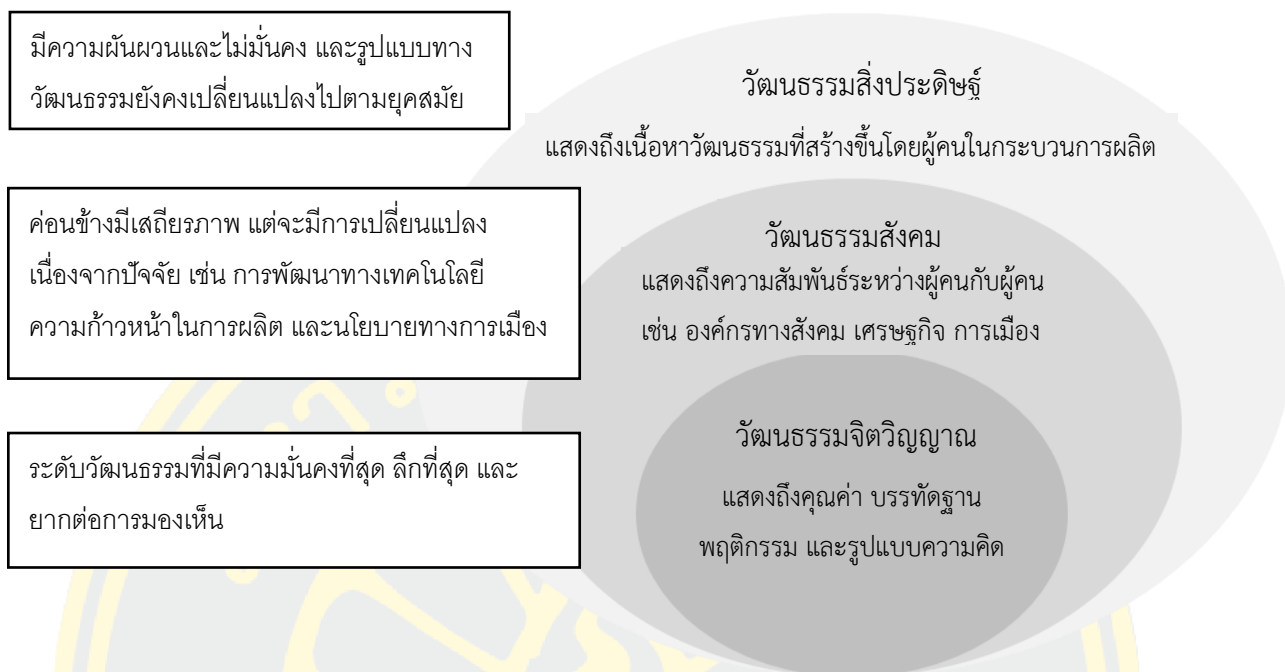 มีความผันผวนและไม่มั่นคง และรูปแบบทาง
วัฒนธรรมยังคงเปลี่ยนแปลงไปตามยุคสมัย
วัฒนธรรมสิ่งประดิษฐ์
แสดงถึงเนื้อหาวัฒนธรรมที่สร้างขึ้นโดยผู้คนในกระบวนการผลิต
ค่อนข้างมีเสถียรภาพ แต่จะมีการเปลี่ยนแปลง
เนื่องจากปัจจัย เช่น การพัฒนาทางเทคโนโลยี
ความก้าวหน้าในการผลิต และนโยบายทางการเมือง
วัฒนธรรมสังคม
แสดงถึงความสัมพันธ์ระหว่างผู้คนกับผู้คน
เช่น องค์กรทางสังคม เศรษฐกิจ การเมือง
ระดับวัฒนธรรมที่มีความมั่นคงที่สุด ลึกที่สุด และ
ยากต่อการมองเห็น
วัฒนธรรมจิตวิญญาณ
แสดงถึงคุณค่า บรรทัดฐาน
พฤติกรรม และรูปแบบความคิด